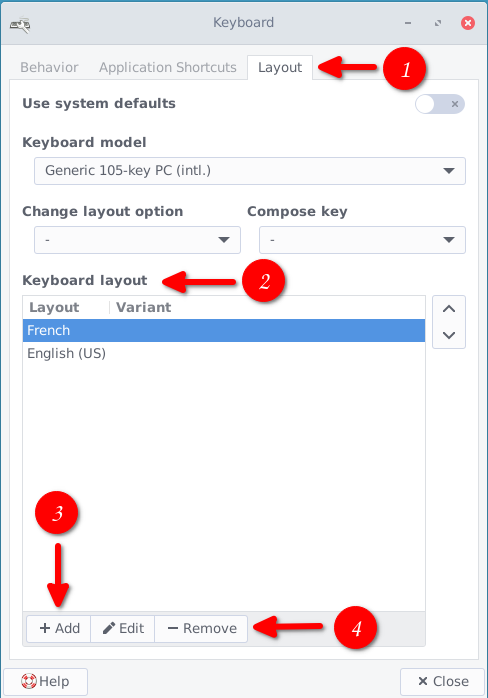 Keyboard
Behavior Application Shortcuts Layout
1
Use system defaults
Keyboard model
Generic 105-key PC (intl.)
Change layout option Compose key
- -
Keyboard layout
2
Layout Variant
French
English (US)
3
+ Add Edit − Remove
4
Help × Close